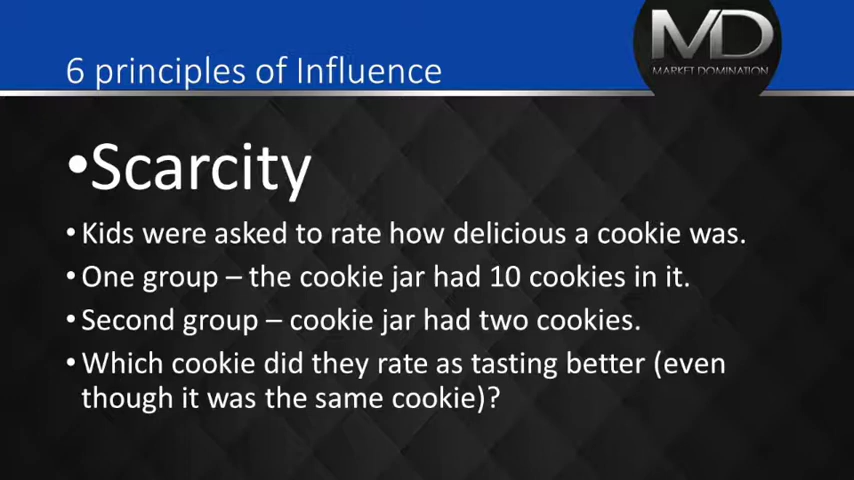 6 principles of Influence
MD
MARKET DOMINATION
•Scarcity
• Kids were asked to rate how delicious a cookie was.
• One group – the cookie jar had 10 cookies in it.
• Second group – cookie jar had two cookies.
• Which cookie did they rate as tasting better (even
though it was the same cookie)?